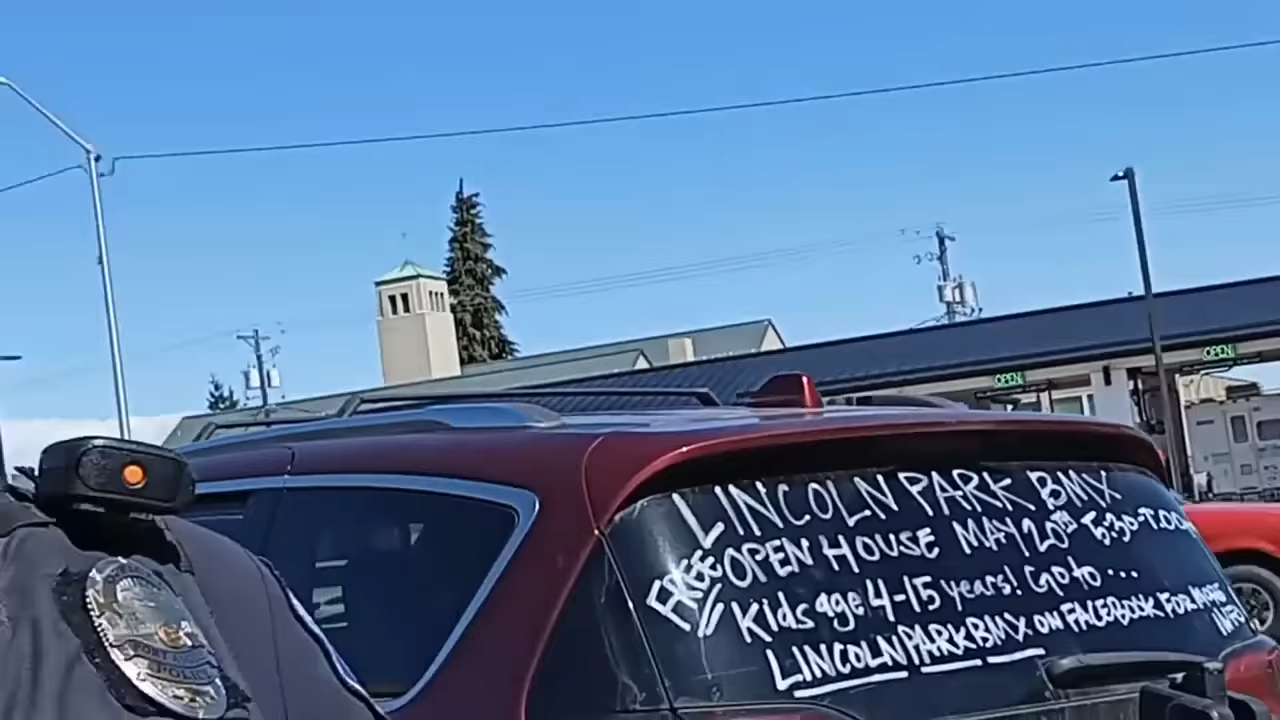 OPEN
OPEN
LINCOLN PARK BMX
FREE OPEN HOUSE MAY 20TH 5:30-7:00
Kids age 4-15 years! Go to ...
LINCOLNPARKBMX ON FACEBOOK FOR MORE INFO!
POLICE